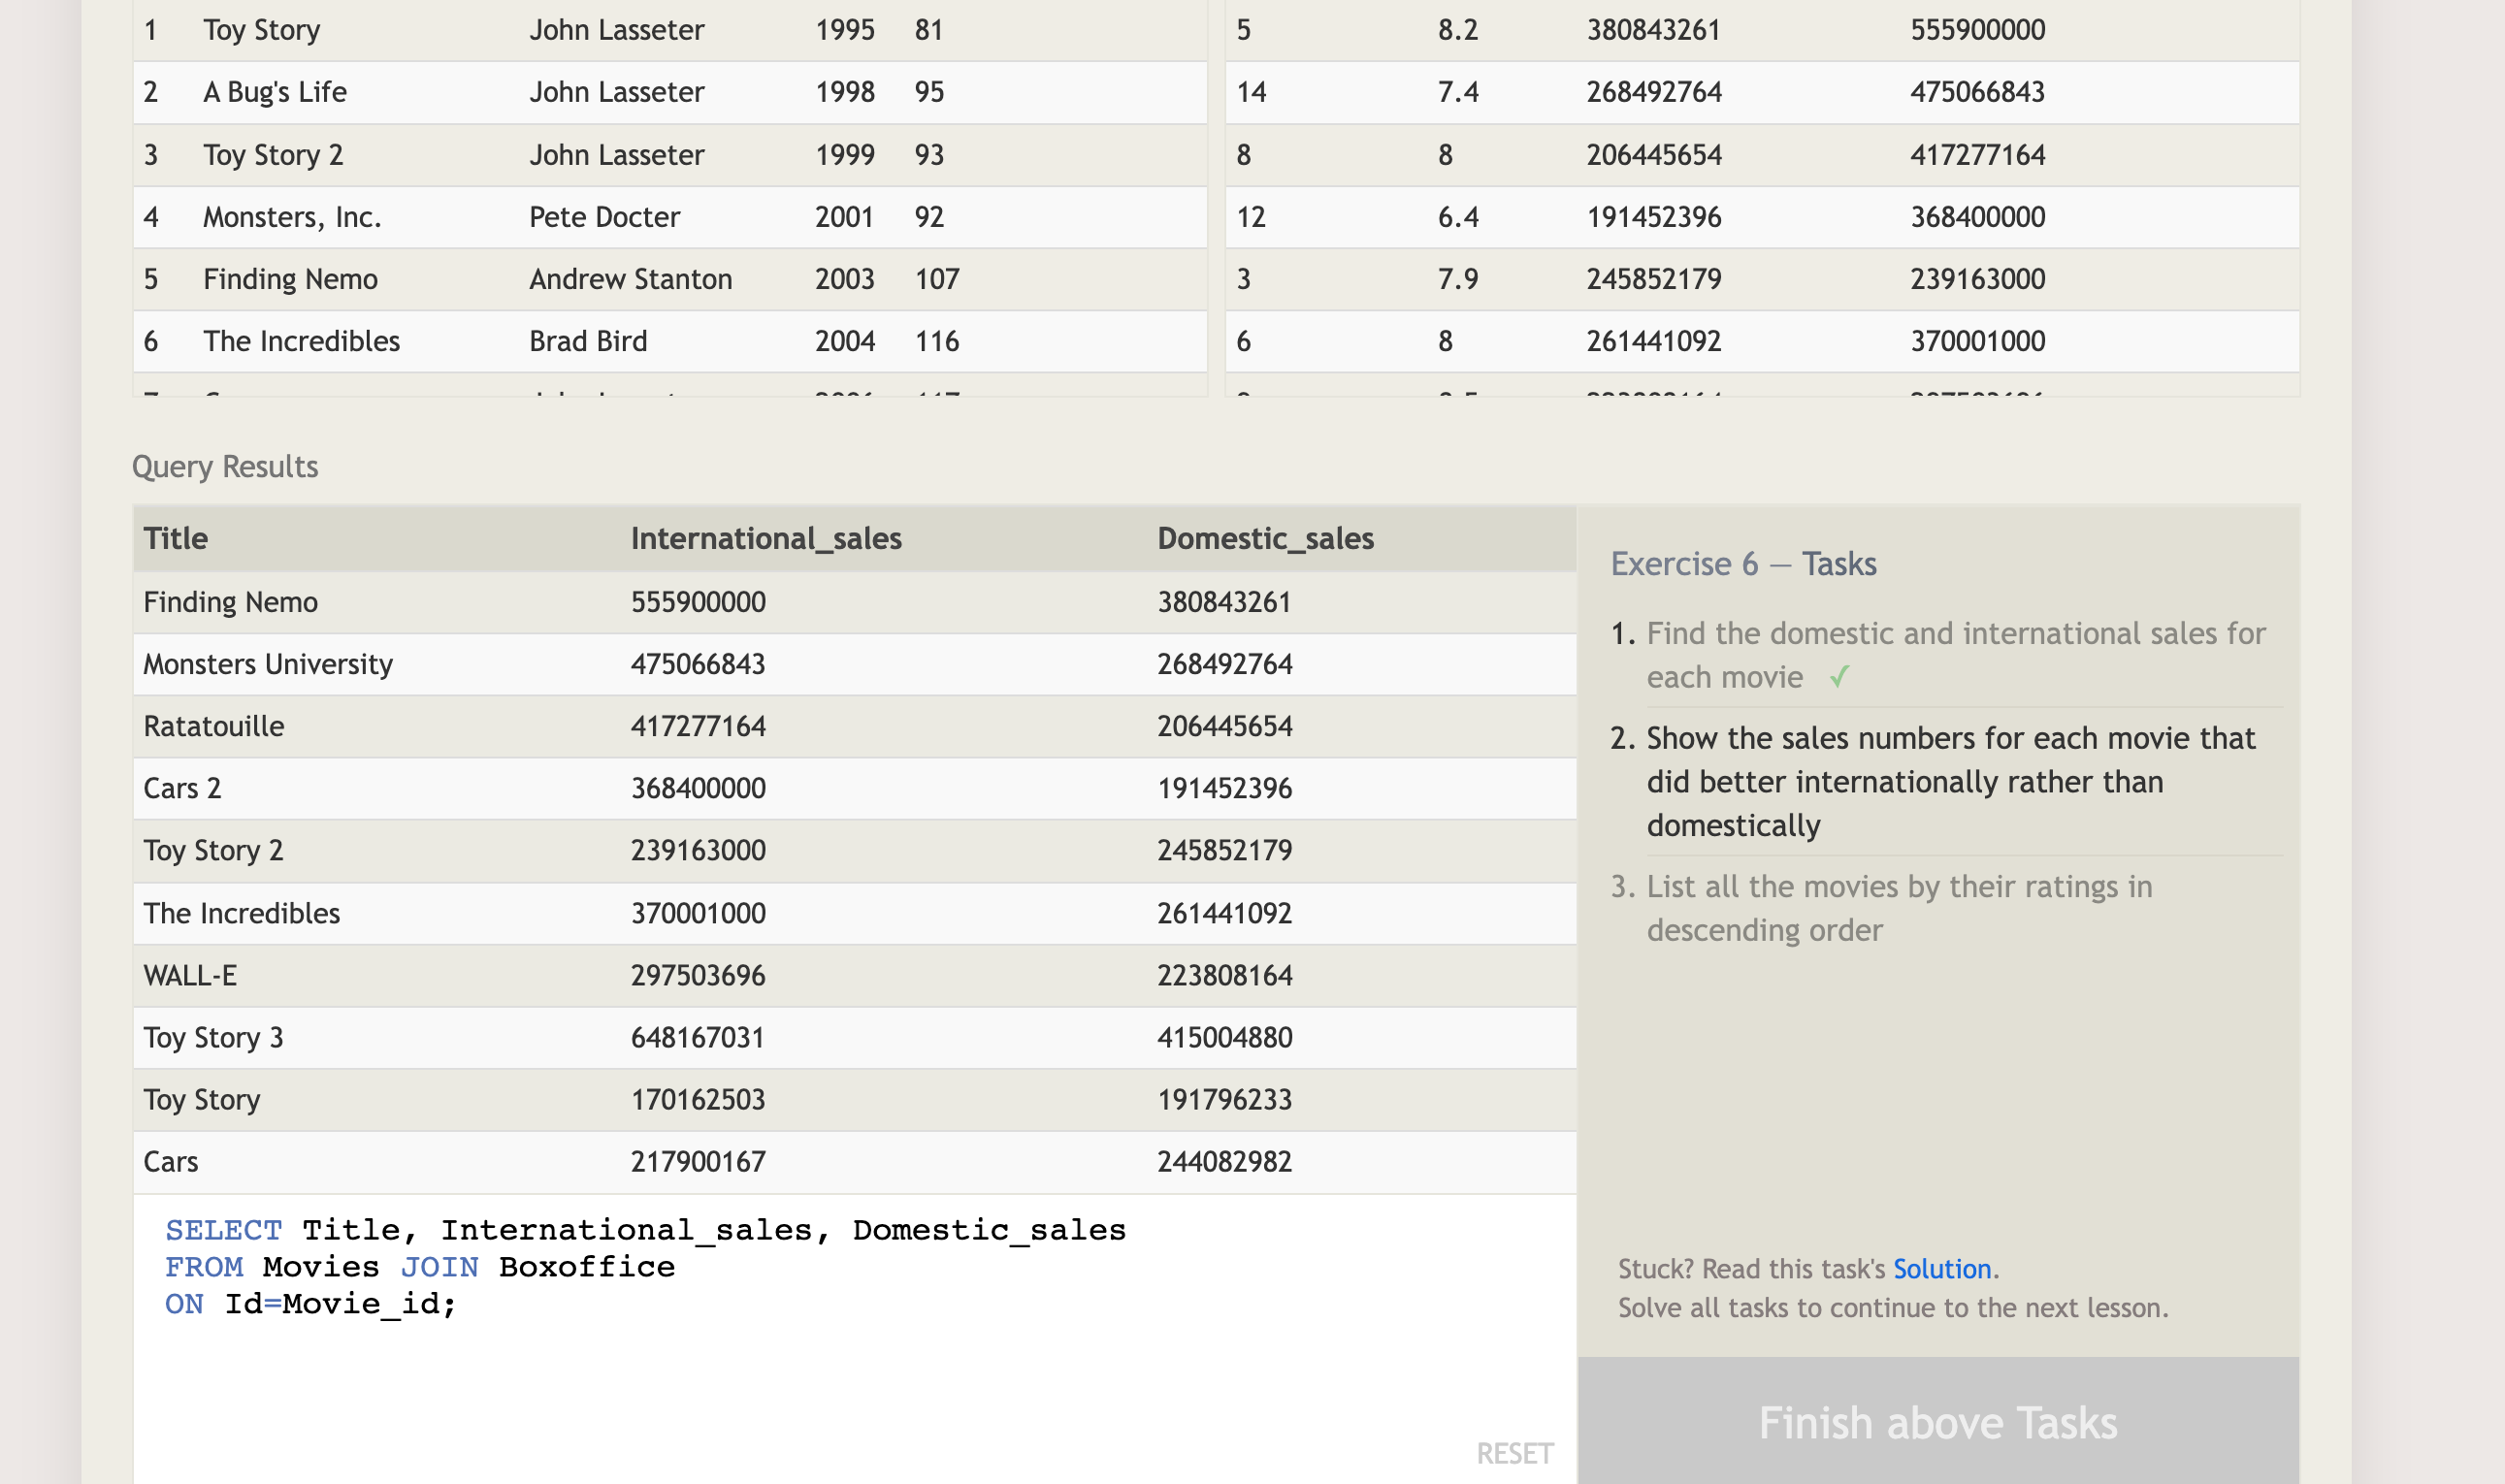 1 Toy Story John Lasseter 1995 81 5 8.2 380843261 555900000
2 A Bug's Life John Lasseter 1998 95 14 7.4 268492764 475066843
3 Toy Story 2 John Lasseter 1999 93 8 8 206445654 417277164
4 Monsters, Inc. Pete Docter 2001 92 12 6.4 191452396 368400000
5 Finding Nemo Andrew Stanton 2003 107 3 7.9 245852179 239163000
6 The Incredibles Brad Bird 2004 116 6 8 261441092 370001000
Query Results
Title International_sales Domestic_sales
Finding Nemo 555900000 380843261
Monsters University 475066843 268492764
Ratatouille 417277164 206445654
Cars 2 368400000 191452396
Toy Story 2 239163000 245852179
The Incredibles 370001000 261441092
WALL-E 297503696 223808164
Toy Story 3 648167031 415004880
Toy Story 170162503 191796233
Cars 217900167 244082982
SELECT Title, International_sales, Domestic_sales
FROM Movies JOIN Boxoffice
ON Id=Movie_id;
RESET
Exercise 6 — Tasks
1. Find the domestic and international sales for
each movie ✓
2. Show the sales numbers for each movie that
did better internationally rather than
domestically
3. List all the movies by their ratings in
descending order
Stuck? Read this task's Solution.
Solve all tasks to continue to the next lesson.
Finish above Tasks